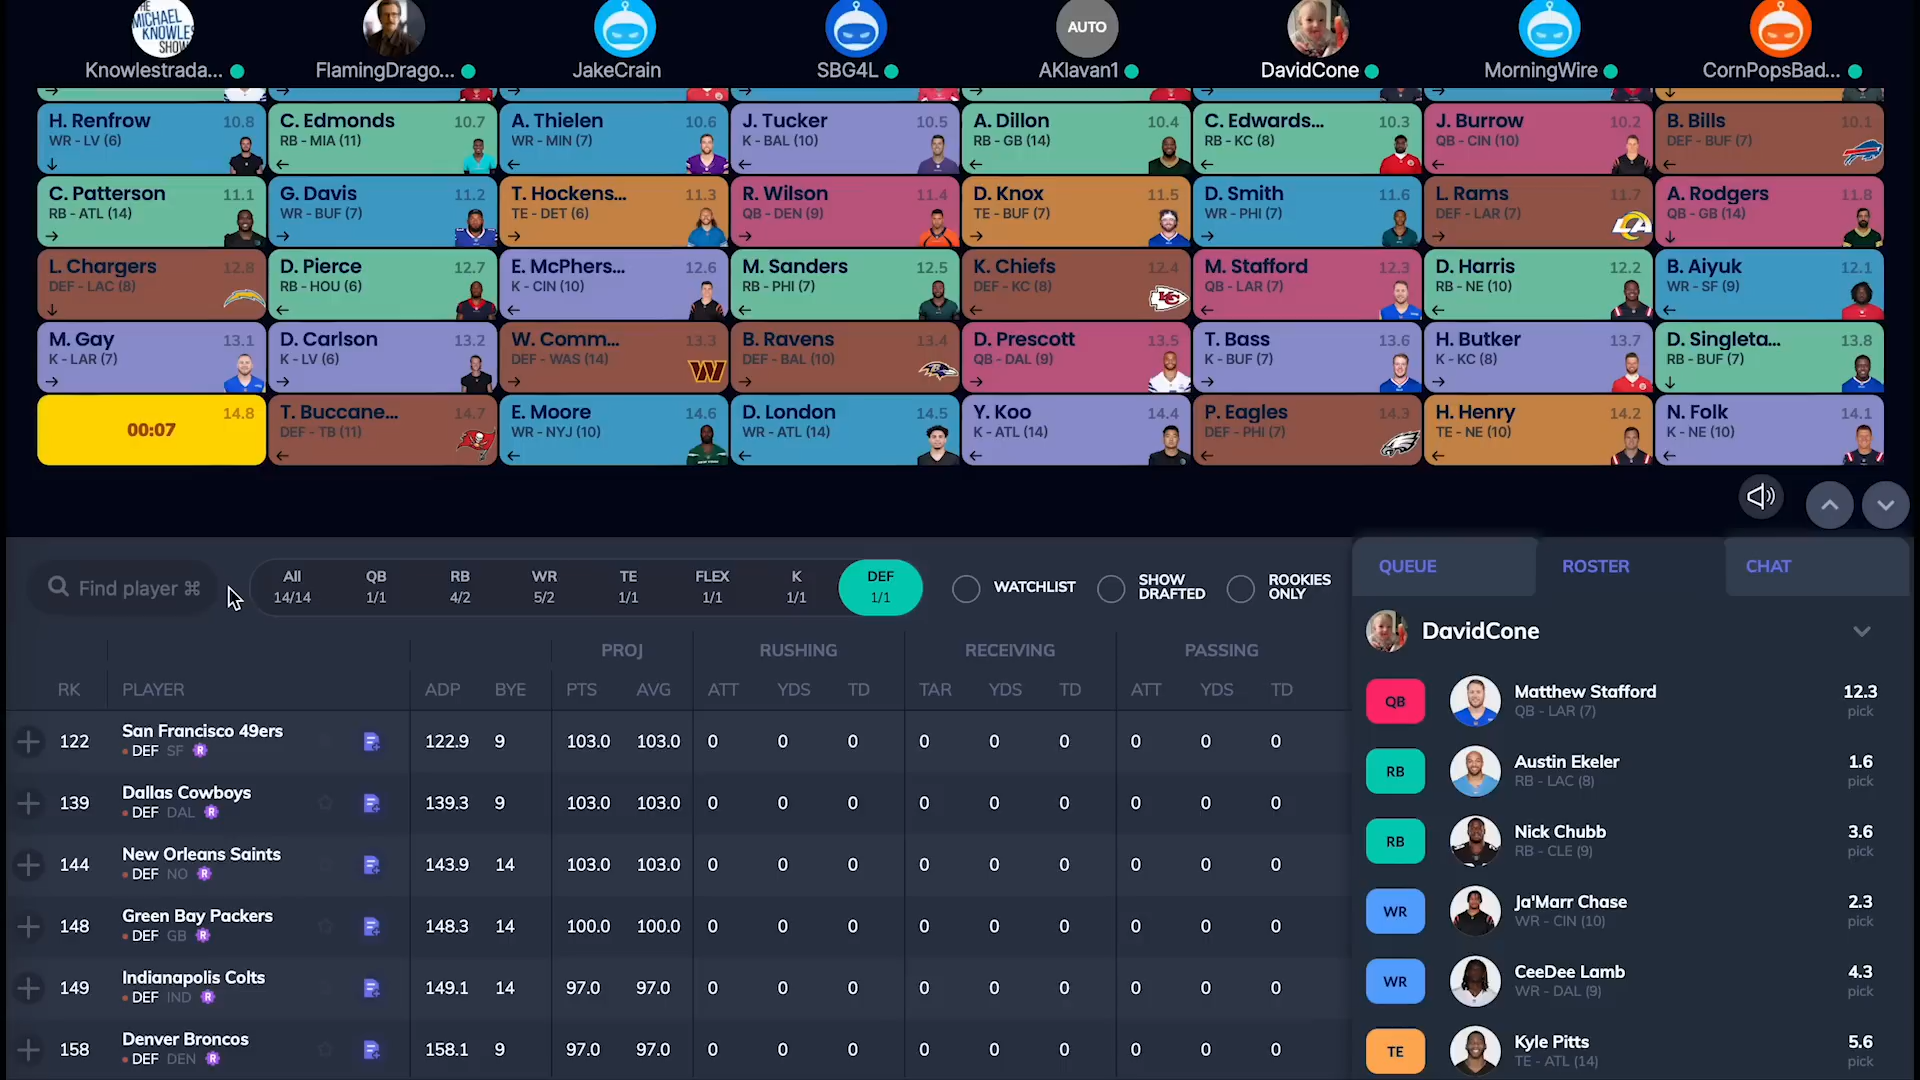 THE
MICHAEL
KNOWLES
SHOW
AUTO
Knowlestrada...
FlamingDrago...
JakeCrain
SBG4L
AKlavan1
DavidCone
MorningWire
CornPopsBad...
H. Renfrow 10.8
WR - LV (6)
C. Edmonds 10.7
RB - MIA (11)
A. Thielen 10.6
WR - MIN (7)
J. Tucker 10.5
K - BAL (10)
A. Dillon 10.4
RB - GB (14)
C. Edwards... 10.3
RB - KC (8)
J. Burrow 10.2
QB - CIN (10)
B. Bills 10.1
DEF - BUF (7)
C. Patterson 11.1
RB - ATL (14)
G. Davis 11.2
WR - BUF (7)
T. Hockens... 11.3
TE - DET (6)
R. Wilson 11.4
QB - DEN (9)
D. Knox 11.5
TE - BUF (7)
D. Smith 11.6
WR - PHI (7)
L. Rams 11.7
DEF - LAR (7)
A. Rodgers 11.8
QB - GB (14)
L. Chargers 12.8
DEF - LAC (8)
D. Pierce 12.7
RB - HOU (6)
E. McPhers... 12.6
K - CIN (10)
M. Sanders 12.5
RB - PHI (7)
K. Chiefs 12.4
DEF - KC (8)
M. Stafford 12.3
QB - LAR (7)
D. Harris 12.2
RB - NE (10)
B. Aiyuk 12.1
WR - SF (9)
M. Gay 13.1
K - LAR (7)
D. Carlson 13.2
K - LV (6)
W. Comm... 13.3
DEF - WAS (14)
B. Ravens 13.4
DEF - BAL (10)
D. Prescott 13.5
QB - DAL (9)
T. Bass 13.6
K - BUF (7)
H. Butker 13.7
K - KC (8)
D. Singleta... 13.8
RB - BUF (7)
14.8
00:07
T. Buccane... 14.7
DEF - TB (11)
E. Moore 14.6
WR - NYJ (10)
D. London 14.5
WR - ATL (14)
Y. Koo 14.4
K - ATL (14)
P. Eagles 14.3
DEF - PHI (7)
H. Henry 14.2
TE - NE (10)
N. Folk 14.1
K - NE (10)
Find player ⌘
All QB RB WR TE FLEX K DEF
14/14 1/1 4/2 5/2 1/1 1/1 1/1 1/1
WATCHLIST
SHOW
DRAFTED
ROOKIES
ONLY
PROJ RUSHING RECEIVING PASSING
RK PLAYER ADP BYE PTS AVG ATT YDS TD TAR YDS TD ATT YDS TD
San Francisco 49ers
122 122.9 9 103.0 103.0 0 0 0 0 0 0 0 0 0
DEF SF R
Dallas Cowboys
139 139.3 9 103.0 103.0 0 0 0 0 0 0 0 0 0
DEF DAL R
New Orleans Saints
144 143.9 14 103.0 103.0 0 0 0 0 0 0 0 0 0
DEF NO R
Green Bay Packers
148 148.3 14 100.0 100.0 0 0 0 0 0 0 0 0 0
DEF GB R
Indianapolis Colts
149 149.1 14 97.0 97.0 0 0 0 0 0 0 0 0 0
DEF IND R
Denver Broncos
158 158.1 9 97.0 97.0 0 0 0 0 0 0 0 0 0
DEF DEN R
QUEUE ROSTER CHAT
DavidCone
QB Matthew Stafford 12.3
QB - LAR (7) pick
RB Austin Ekeler 1.6
RB - LAC (8) pick
RB Nick Chubb 3.6
RB - CLE (9) pick
WR Ja'Marr Chase 2.3
WR - CIN (10) pick
WR CeeDee Lamb 4.3
WR - DAL (9) pick
TE Kyle Pitts 5.6
TE - ATL (14) pick